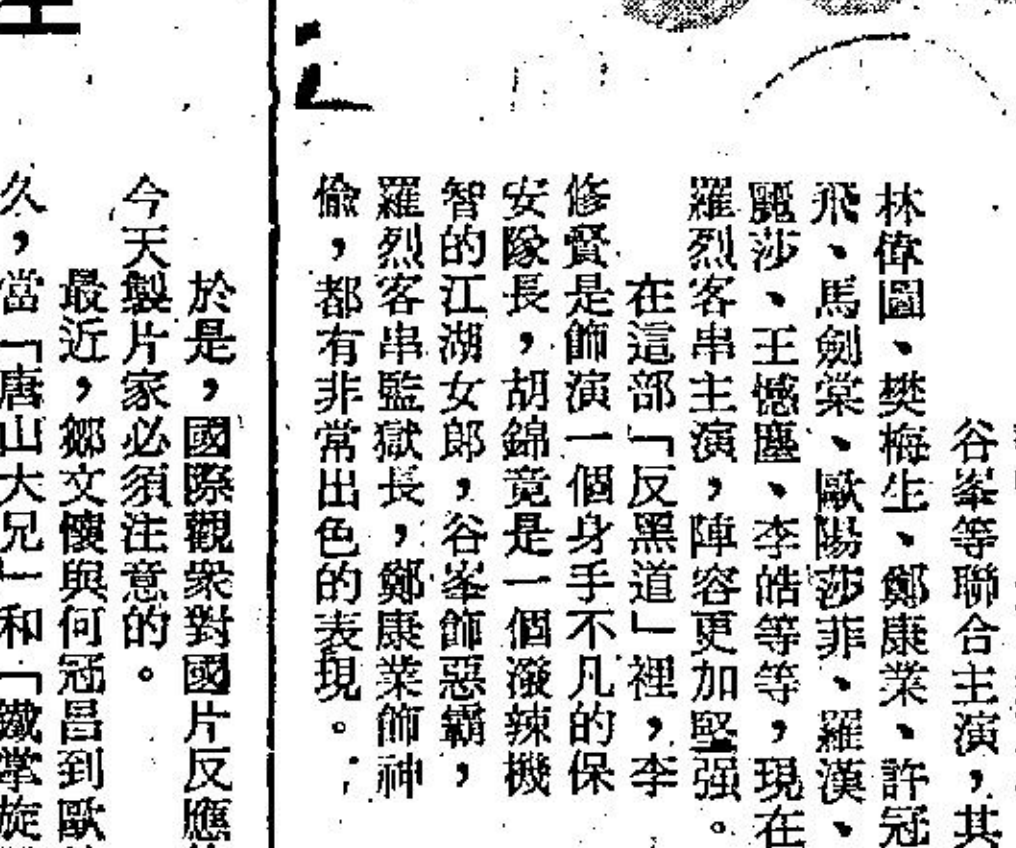 谷峯等聯合主演，其
林偉圖、樊梅生、鄭康業、許冠
飛、馬劍棠、歐陽莎菲、羅漢、
麗莎、王憾塵、李皓等等，現在
羅烈客串主演，陣容更加堅强。
在這部「反黑道」裡，李
修賢是飾演一個身手不凡的保
安隊長，胡錦竟是一個潑辣機
智的江湖女郎，谷峯飾惡霸，
羅烈客串監獄長，鄭康業飾神
偷，都有非常出色的表現。
於是，國際觀衆對國片反應
今天製片家必須注意的。
最近，鄒文懷與何冠昌到歐
久，當「唐山大兄」和「鐵掌旋